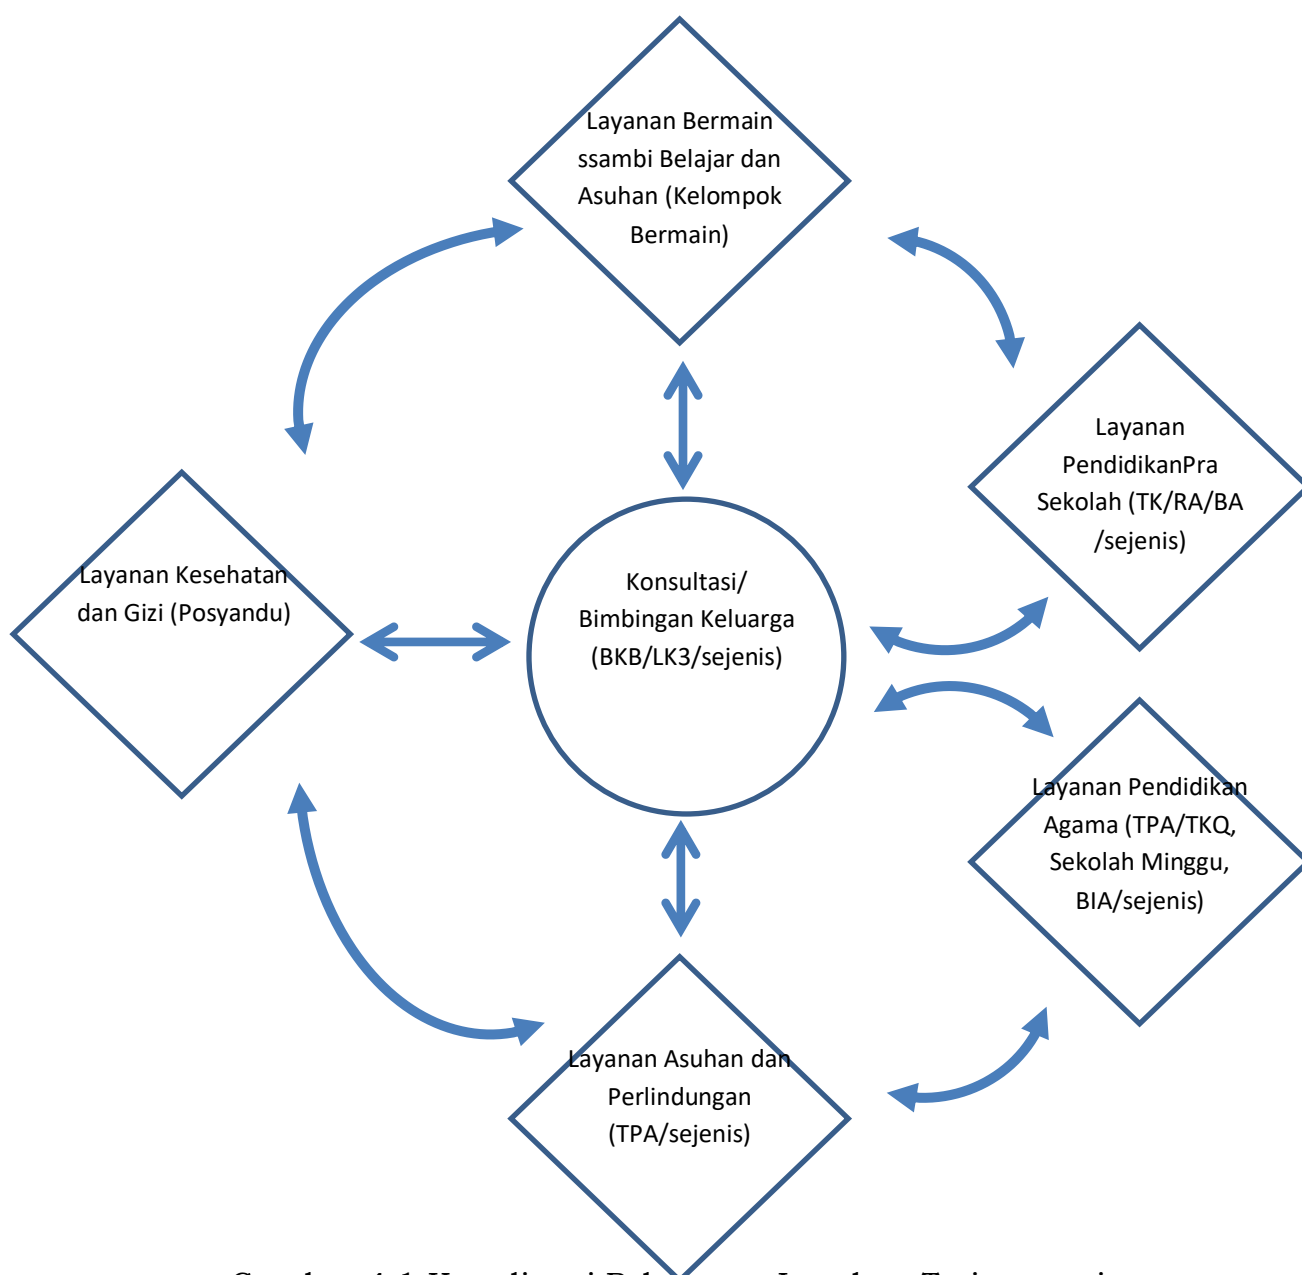 Layanan Bermain
ssambi Belajar dan
Asuhan (Kelompok
Bermain)
Layanan
PendidikanPra
Sekolah (TK/RA/BA
/sejenis)
Layanan Kesehatan
dan Gizi (Posyandu)
Konsultasi/
Bimbingan Keluarga
(BKB/LK3/sejenis)
Layanan Pendidikan
Agama (TPA/TKQ,
Sekolah Minggu,
BIA/sejenis)
Layanan Asuhan dan
Perlindungan
(TPA/sejenis)